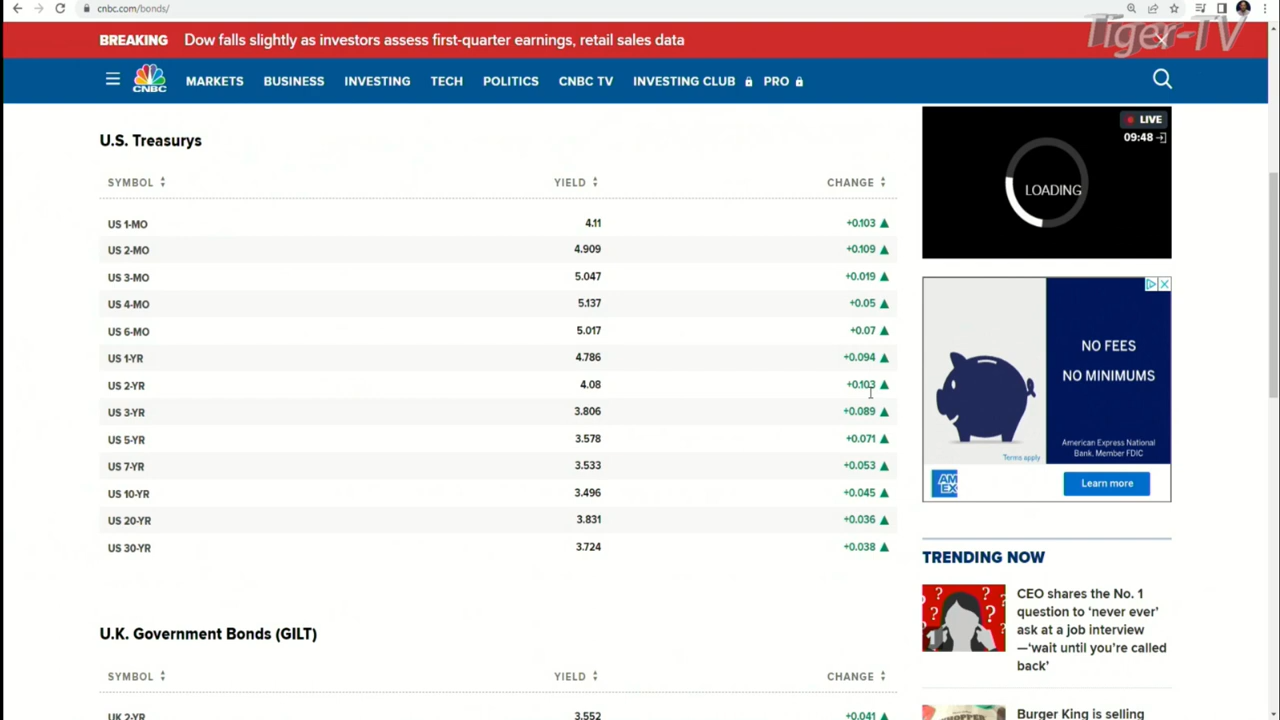 cnbc.com/bonds/
Tiger-TV
BREAKING Dow falls slightly as investors assess first-quarter earnings, retail sales data
CNBC MARKETS BUSINESS INVESTING TECH POLITICS CNBC TV INVESTING CLUB PRO
U.S. Treasurys
SYMBOL YIELD CHANGE
US 1-MO 4.11 +0.103
US 2-MO 4.909 +0.109
US 3-MO 5.047 +0.019
US 4-MO 5.137 +0.05
US 6-MO 5.017 +0.07
US 1-YR 4.786 +0.094
US 2-YR 4.08 +0.103
US 3-YR 3.806 +0.089
US 5-YR 3.578 +0.071
US 7-YR 3.533 +0.053
US 10-YR 3.496 +0.045
US 20-YR 3.831 +0.036
US 30-YR 3.724 +0.038
U.K. Government Bonds (GILT)
SYMBOL YIELD CHANGE
UK 2-YR 3.552 +0.041
LIVE
09:48
LOADING
NO FEES
NO MINIMUMS
American Express National
Bank. Member FDIC
Terms apply
AM
EX
Learn more
TRENDING NOW
CEO shares the No. 1
question to ‘never ever’
ask at a job interview
—‘wait until you’re called
back’
Burger King is selling